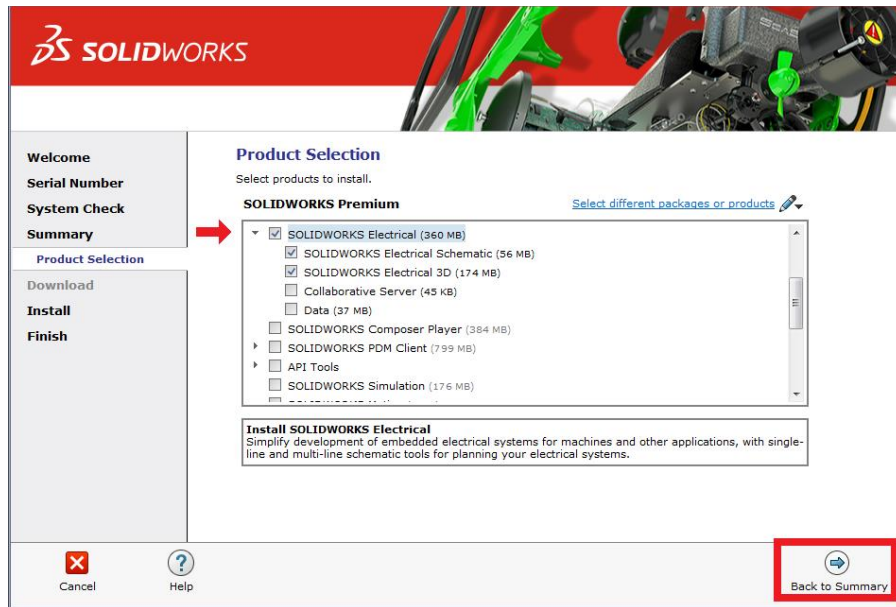 SOLIDWORKS
Welcome
Serial Number
System Check
Summary
Product Selection
Download
Install
Finish
Product Selection
Select products to install.
SOLIDWORKS Premium
Select different packages or products
SOLIDWORKS Electrical (360 MB)
SOLIDWORKS Electrical Schematic (56 MB)
SOLIDWORKS Electrical 3D (174 MB)
Collaborative Server (45 KB)
Data (37 MB)
SOLIDWORKS Composer Player (384 MB)
SOLIDWORKS PDM Client (799 MB)
API Tools
SOLIDWORKS Simulation (176 MB)
Install SOLIDWORKS Electrical
Simplify development of embedded electrical systems for machines and other applications, with single-
line and multi-line schematic tools for planning your electrical systems.
Cancel
Help
Back to Summary